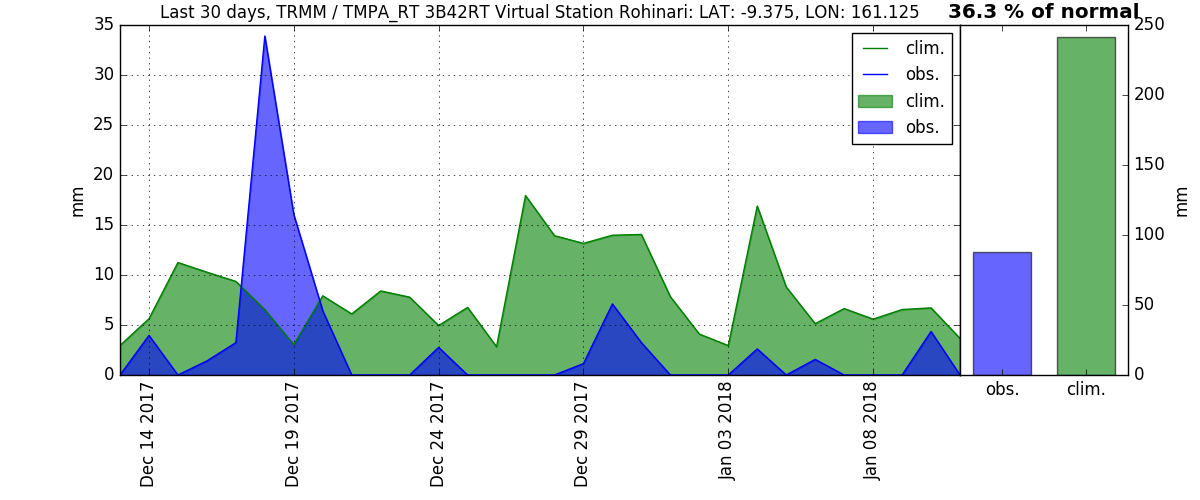 Last 30 days, TRMM / TMPA_RT 3B42RT Virtual Station Rohinari: LAT: -9.375, LON: 161.125
36.3 % of normal
35
30
25
20
15
10
5
0
mm
clim.
obs.
clim.
obs.
Dec 14 2017
Dec 19 2017
Dec 24 2017
Dec 29 2017
Jan 03 2018
Jan 08 2018
250
200
150
100
50
0
mm
obs.
clim.